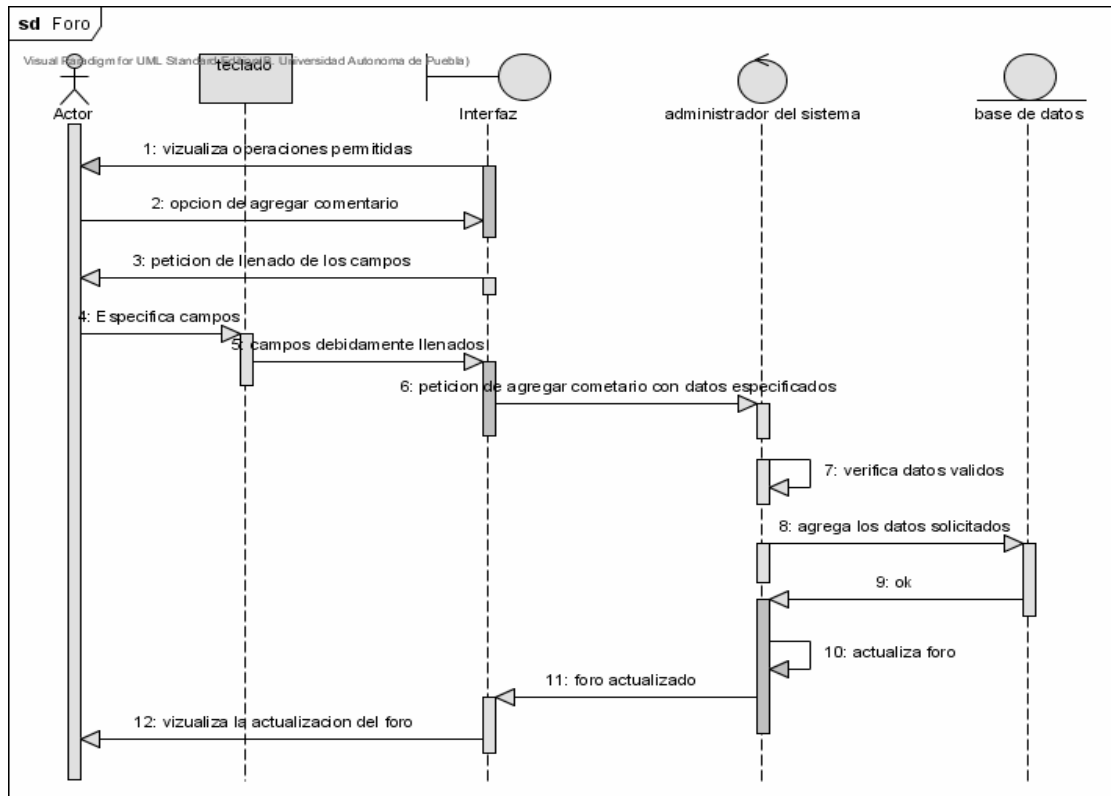 sd Foro
Visual Paradigm for UML Standard Edition(B. Universidad Autonoma de Puebla)
teclado
Actor
Interfaz
administrador del sistema
base de datos
1: vizualiza operaciones permitidas
2: opcion de agregar comentario
3: peticion de llenado de los campos
4: Especifica campos
5: campos debidamente llenados
6: peticion de agregar cometario con datos especificados
7: verifica datos validos
8: agrega los datos solicitados
9: ok
10: actualiza foro
11: foro actualizado
12: vizualiza la actualizacion del foro